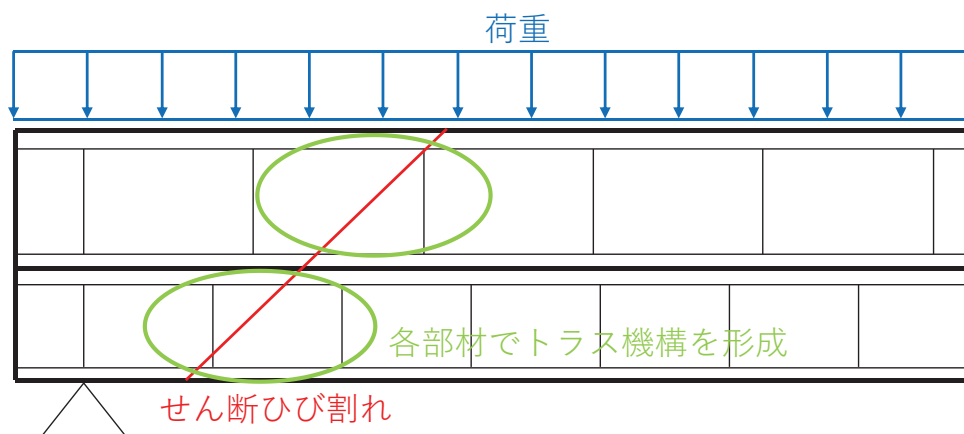 荷重
各部材でトラス機構を形成
せん断ひび割れ